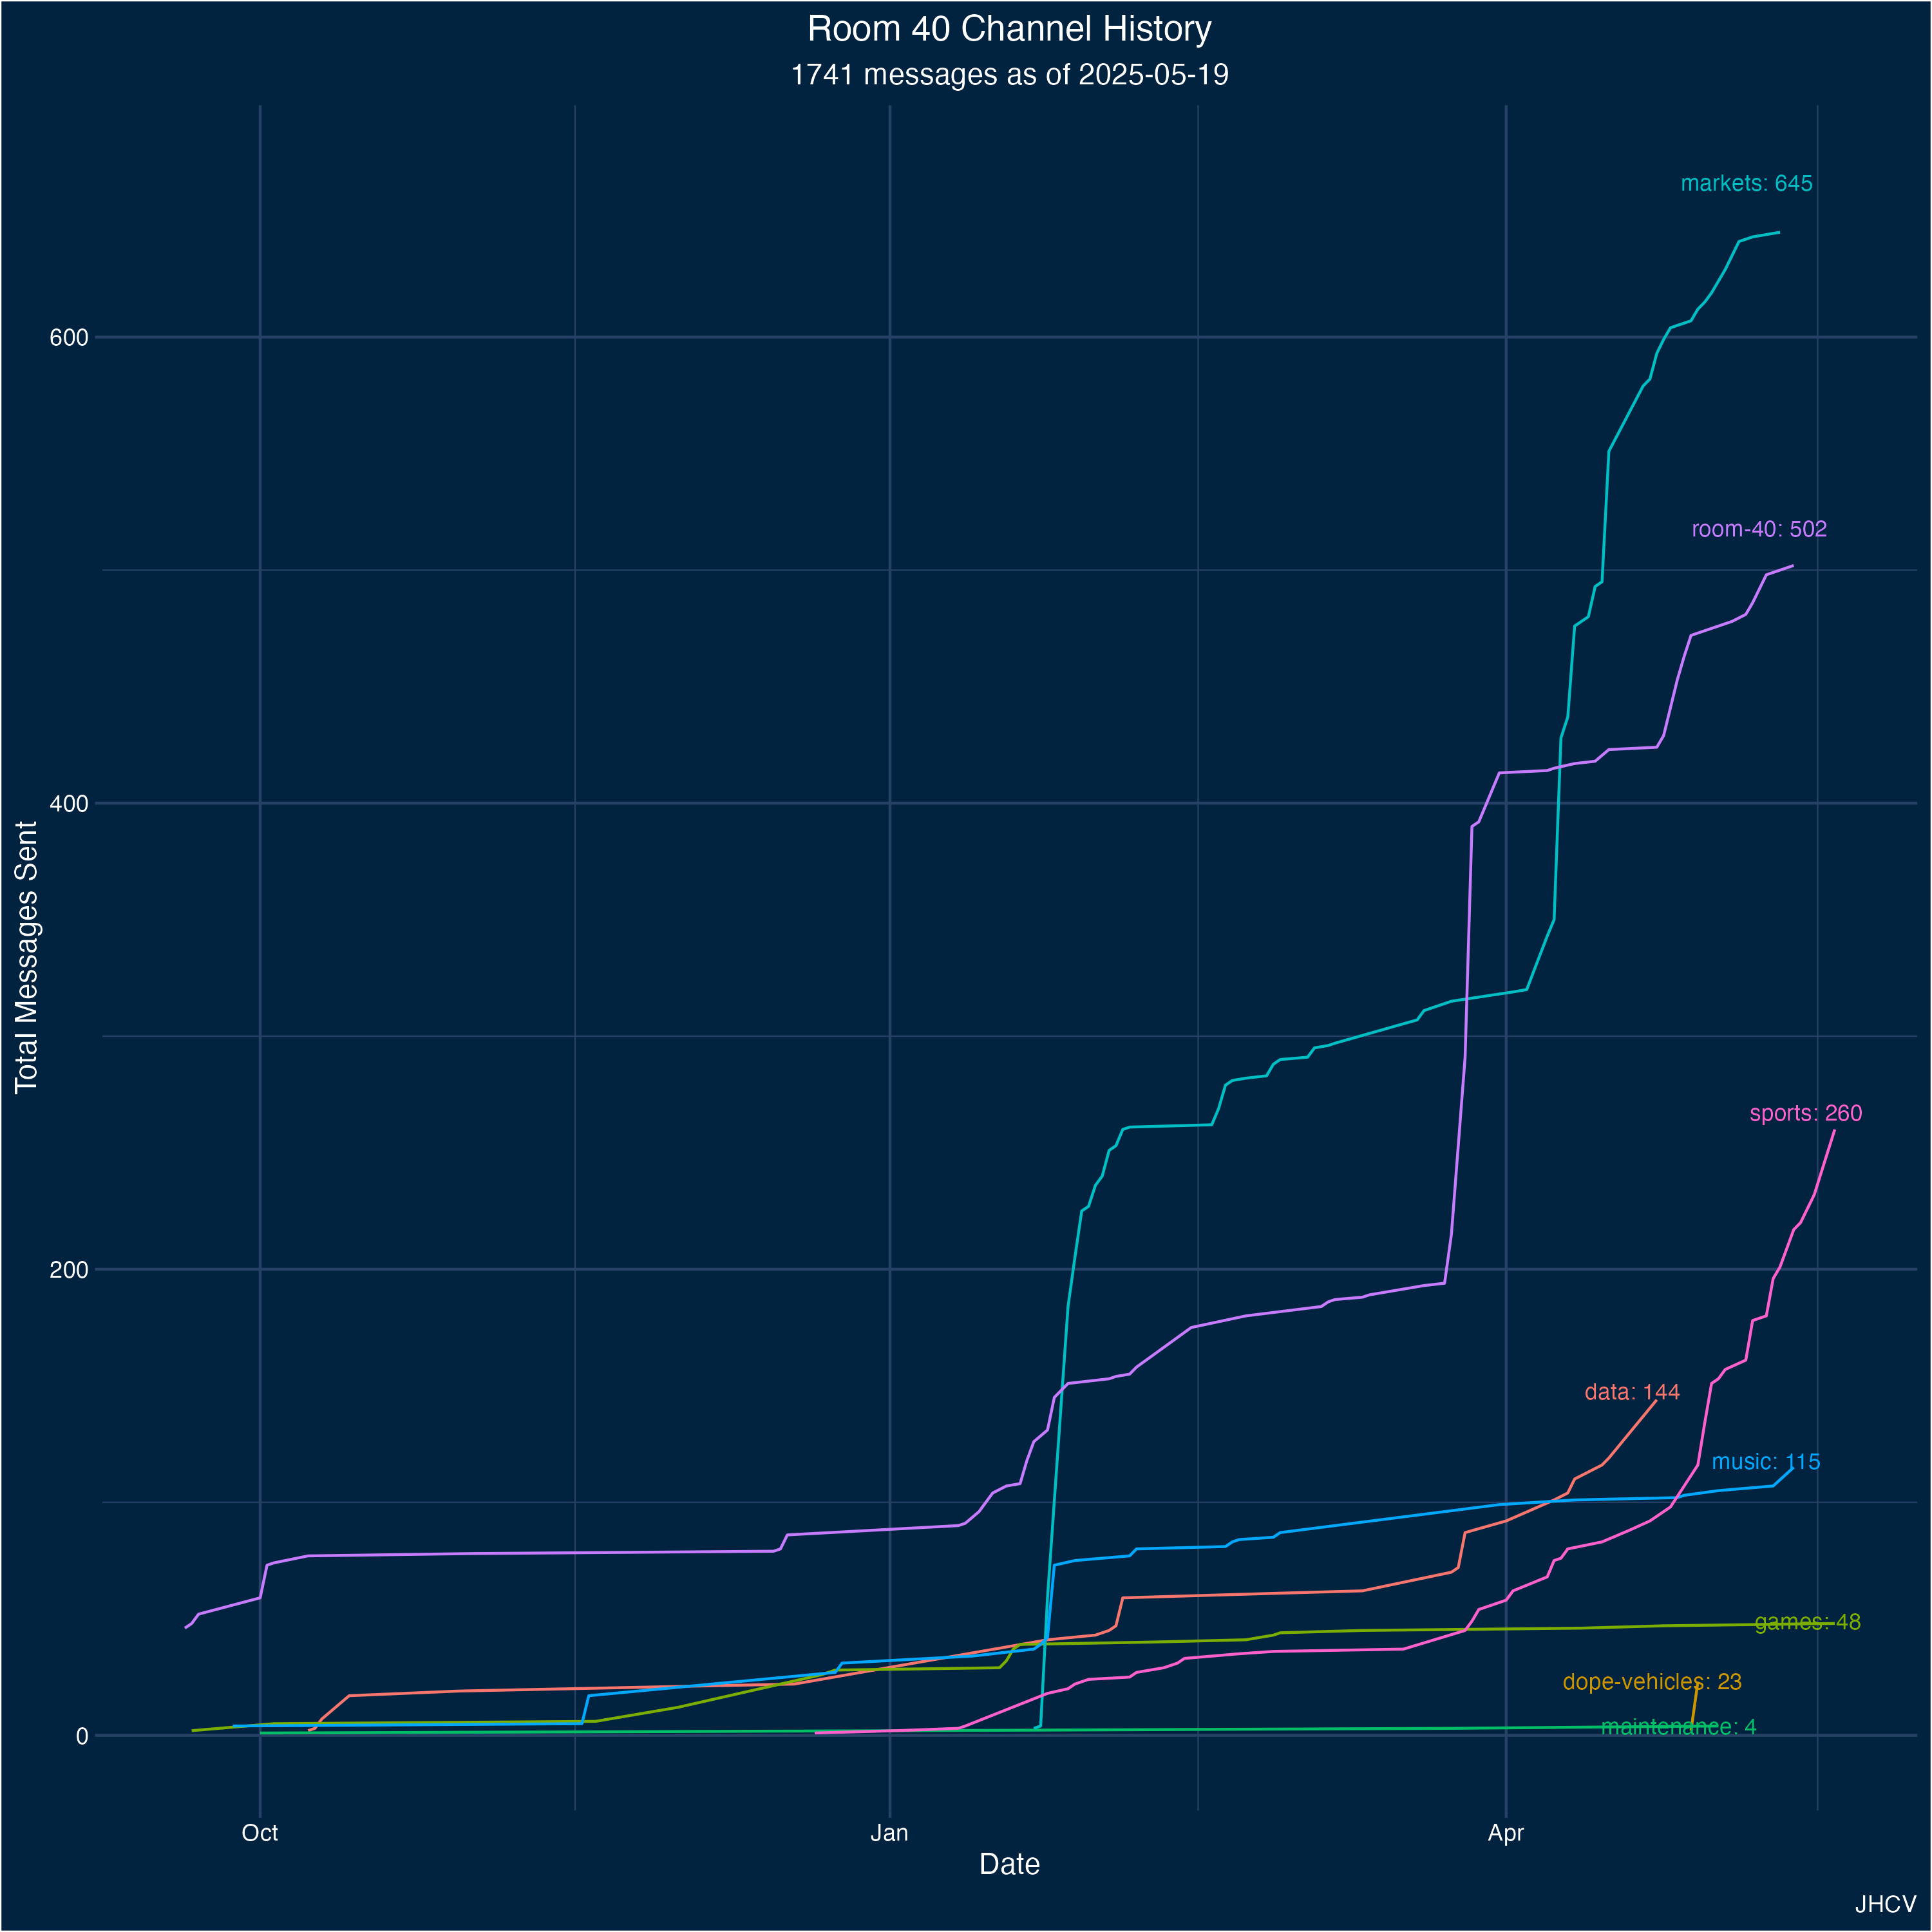 Room 40 Channel History
1741 messages as of 2025-05-19
markets: 645
600
room-40: 502
400
Total Messages Sent
sports: 260
200
data: 144
music: 115
games: 48
dope-vehicles: 23
maintenance: 4
0
Oct
Jan
Apr
Date
JHCV